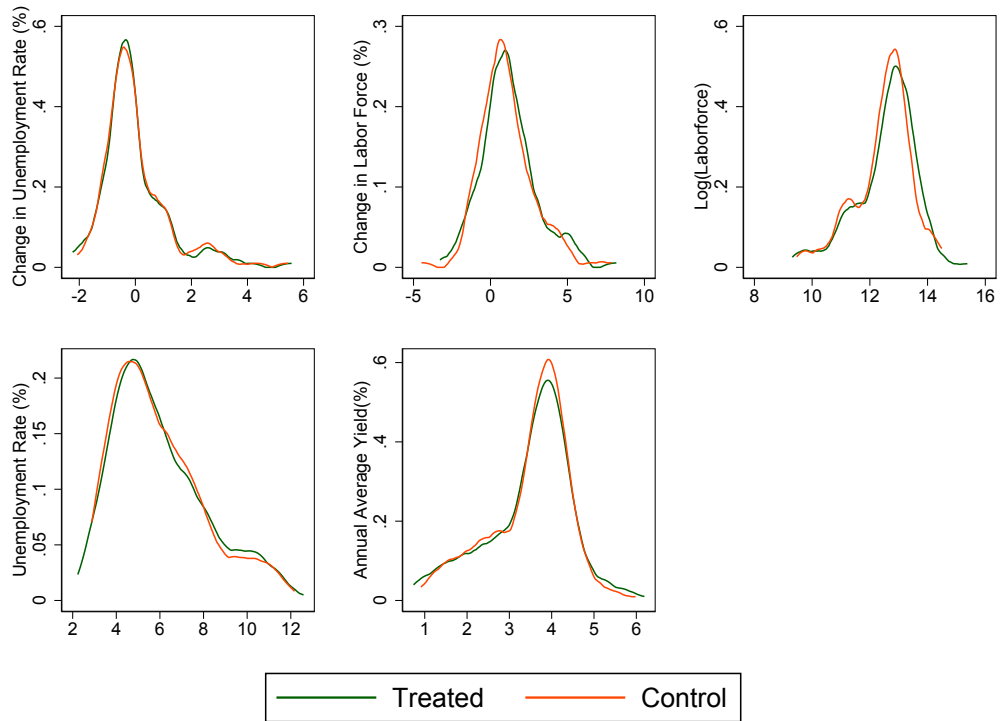 Change in Unemployment Rate (%)
0 .2 .4 .6
-2 0 2 4 6
Change in Labor Force (%)
0 .1 .2 .3
-5 0 5 10
Log(Laborforce)
0 .2 .4 .6
8 10 12 14 16
Unemployment Rate (%)
0 .05 .1 .15 .2
2 4 6 8 10 12
Annual Average Yield(%)
0 .2 .4 .6
1 2 3 4 5 6
Treated Control